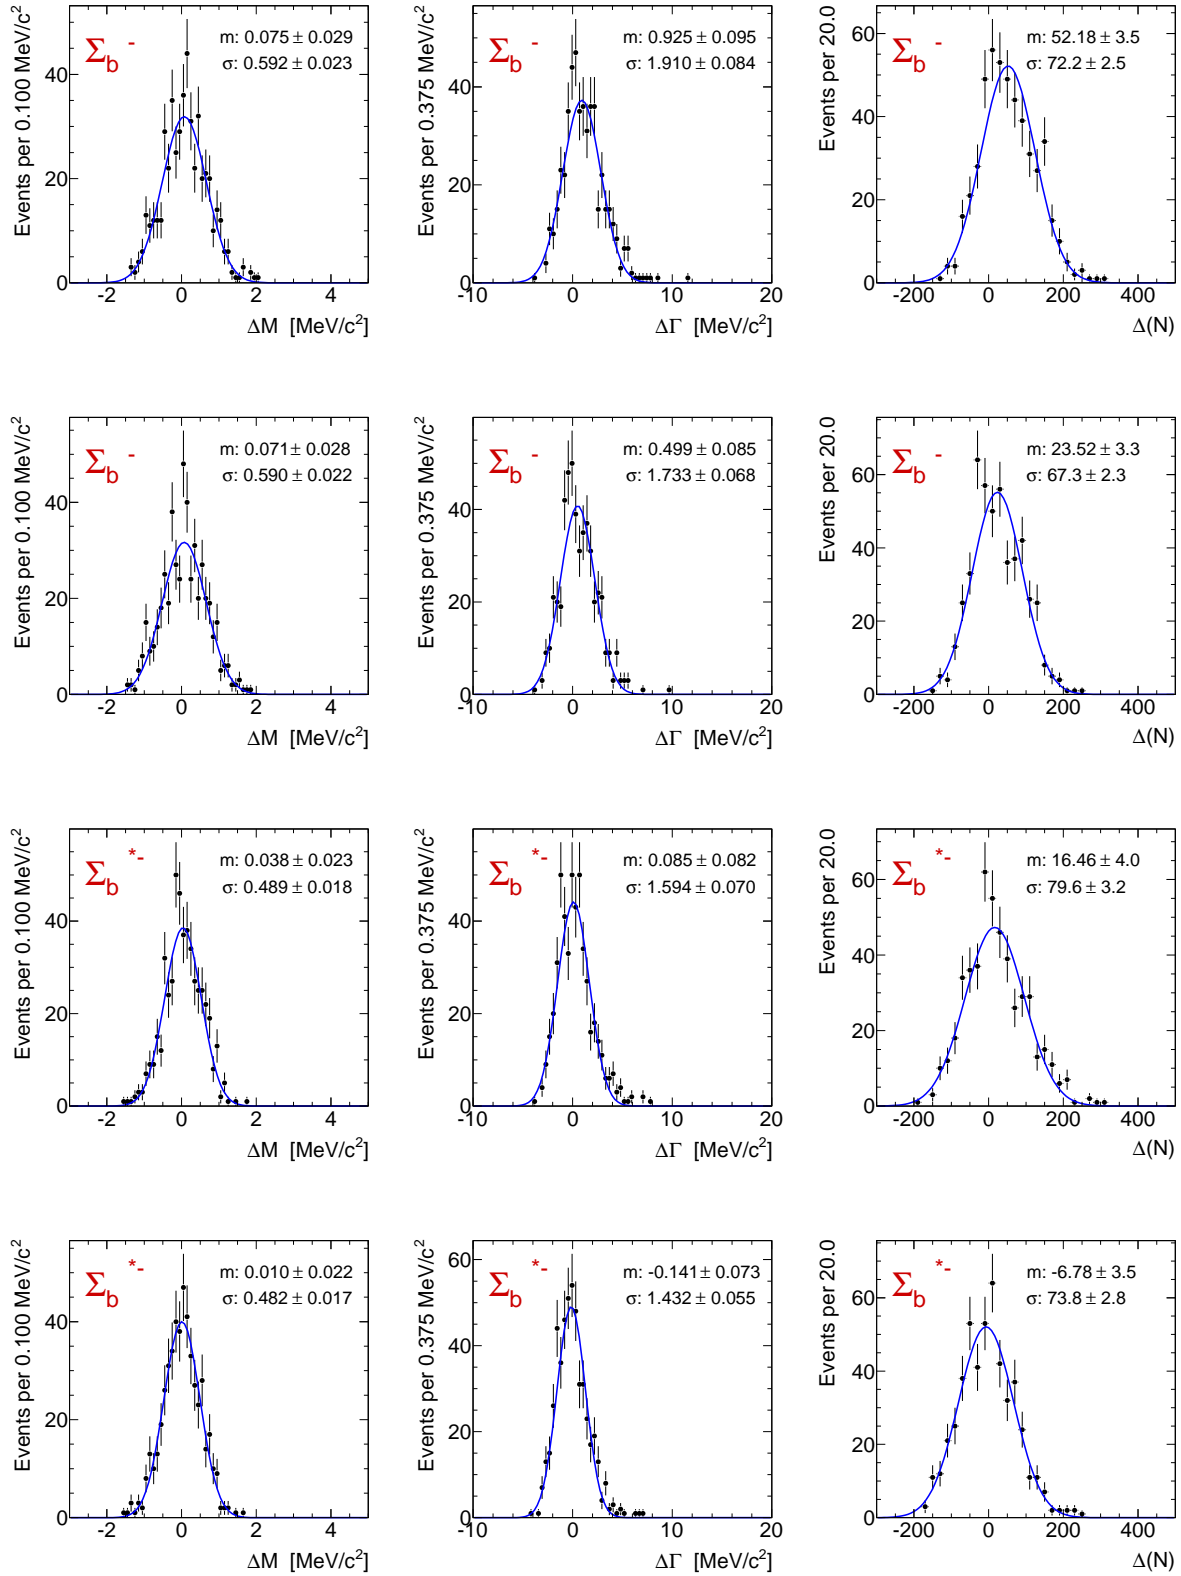 Events per 0.100 MeV/c²
Σb⁻
m: 0.075 ± 0.029
σ: 0.592 ± 0.023
40
20
0
-2 0 2 4
ΔM [MeV/c²]
Events per 0.375 MeV/c²
Σb⁻
m: 0.925 ± 0.095
σ: 1.910 ± 0.084
40
20
0
-10 0 10 20
ΔΓ [MeV/c²]
Events per 20.0
Σb⁻
m: 52.18 ± 3.5
σ: 72.2 ± 2.5
60
40
20
0
-200 0 200 400
Δ(N)
Events per 0.100 MeV/c²
Σb⁻
m: 0.071 ± 0.028
σ: 0.590 ± 0.022
40
20
0
-2 0 2 4
ΔM [MeV/c²]
Events per 0.375 MeV/c²
Σb⁻
m: 0.499 ± 0.085
σ: 1.733 ± 0.068
40
20
0
-10 0 10 20
ΔΓ [MeV/c²]
Events per 20.0
Σb⁻
m: 23.52 ± 3.3
σ: 67.3 ± 2.3
60
40
20
0
-200 0 200 400
Δ(N)
Events per 0.100 MeV/c²
Σb*⁻
m: 0.038 ± 0.023
σ: 0.489 ± 0.018
40
20
0
-2 0 2 4
ΔM [MeV/c²]
Events per 0.375 MeV/c²
Σb*⁻
m: 0.085 ± 0.082
σ: 1.594 ± 0.070
40
20
0
-10 0 10 20
ΔΓ [MeV/c²]
Events per 20.0
Σb*⁻
m: 16.46 ± 4.0
σ: 79.6 ± 3.2
60
40
20
0
-200 0 200 400
Δ(N)
Events per 0.100 MeV/c²
Σb*⁻
m: 0.010 ± 0.022
σ: 0.482 ± 0.017
40
20
0
-2 0 2 4
ΔM [MeV/c²]
Events per 0.375 MeV/c²
Σb*⁻
m: -0.141 ± 0.073
σ: 1.432 ± 0.055
60
40
20
0
-10 0 10 20
ΔΓ [MeV/c²]
Events per 20.0
Σb*⁻
m: -6.78 ± 3.5
σ: 73.8 ± 2.8
60
40
20
0
-200 0 200 400
Δ(N)